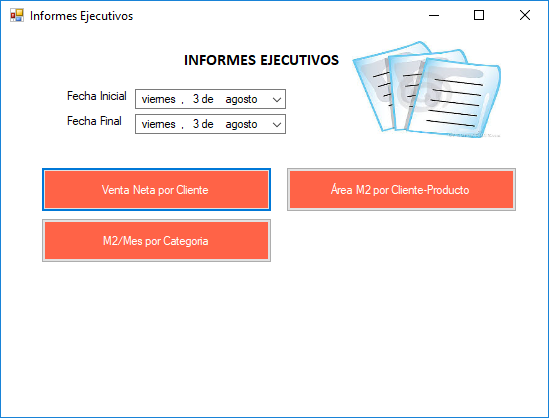 Informes Ejecutivos
INFORMES EJECUTIVOS
Fecha Inicial viernes , 3 de agosto
Fecha Final viernes , 3 de agosto
Venta Neta por Cliente Área M2 por Cliente-Producto
M2/Mes por Categoria